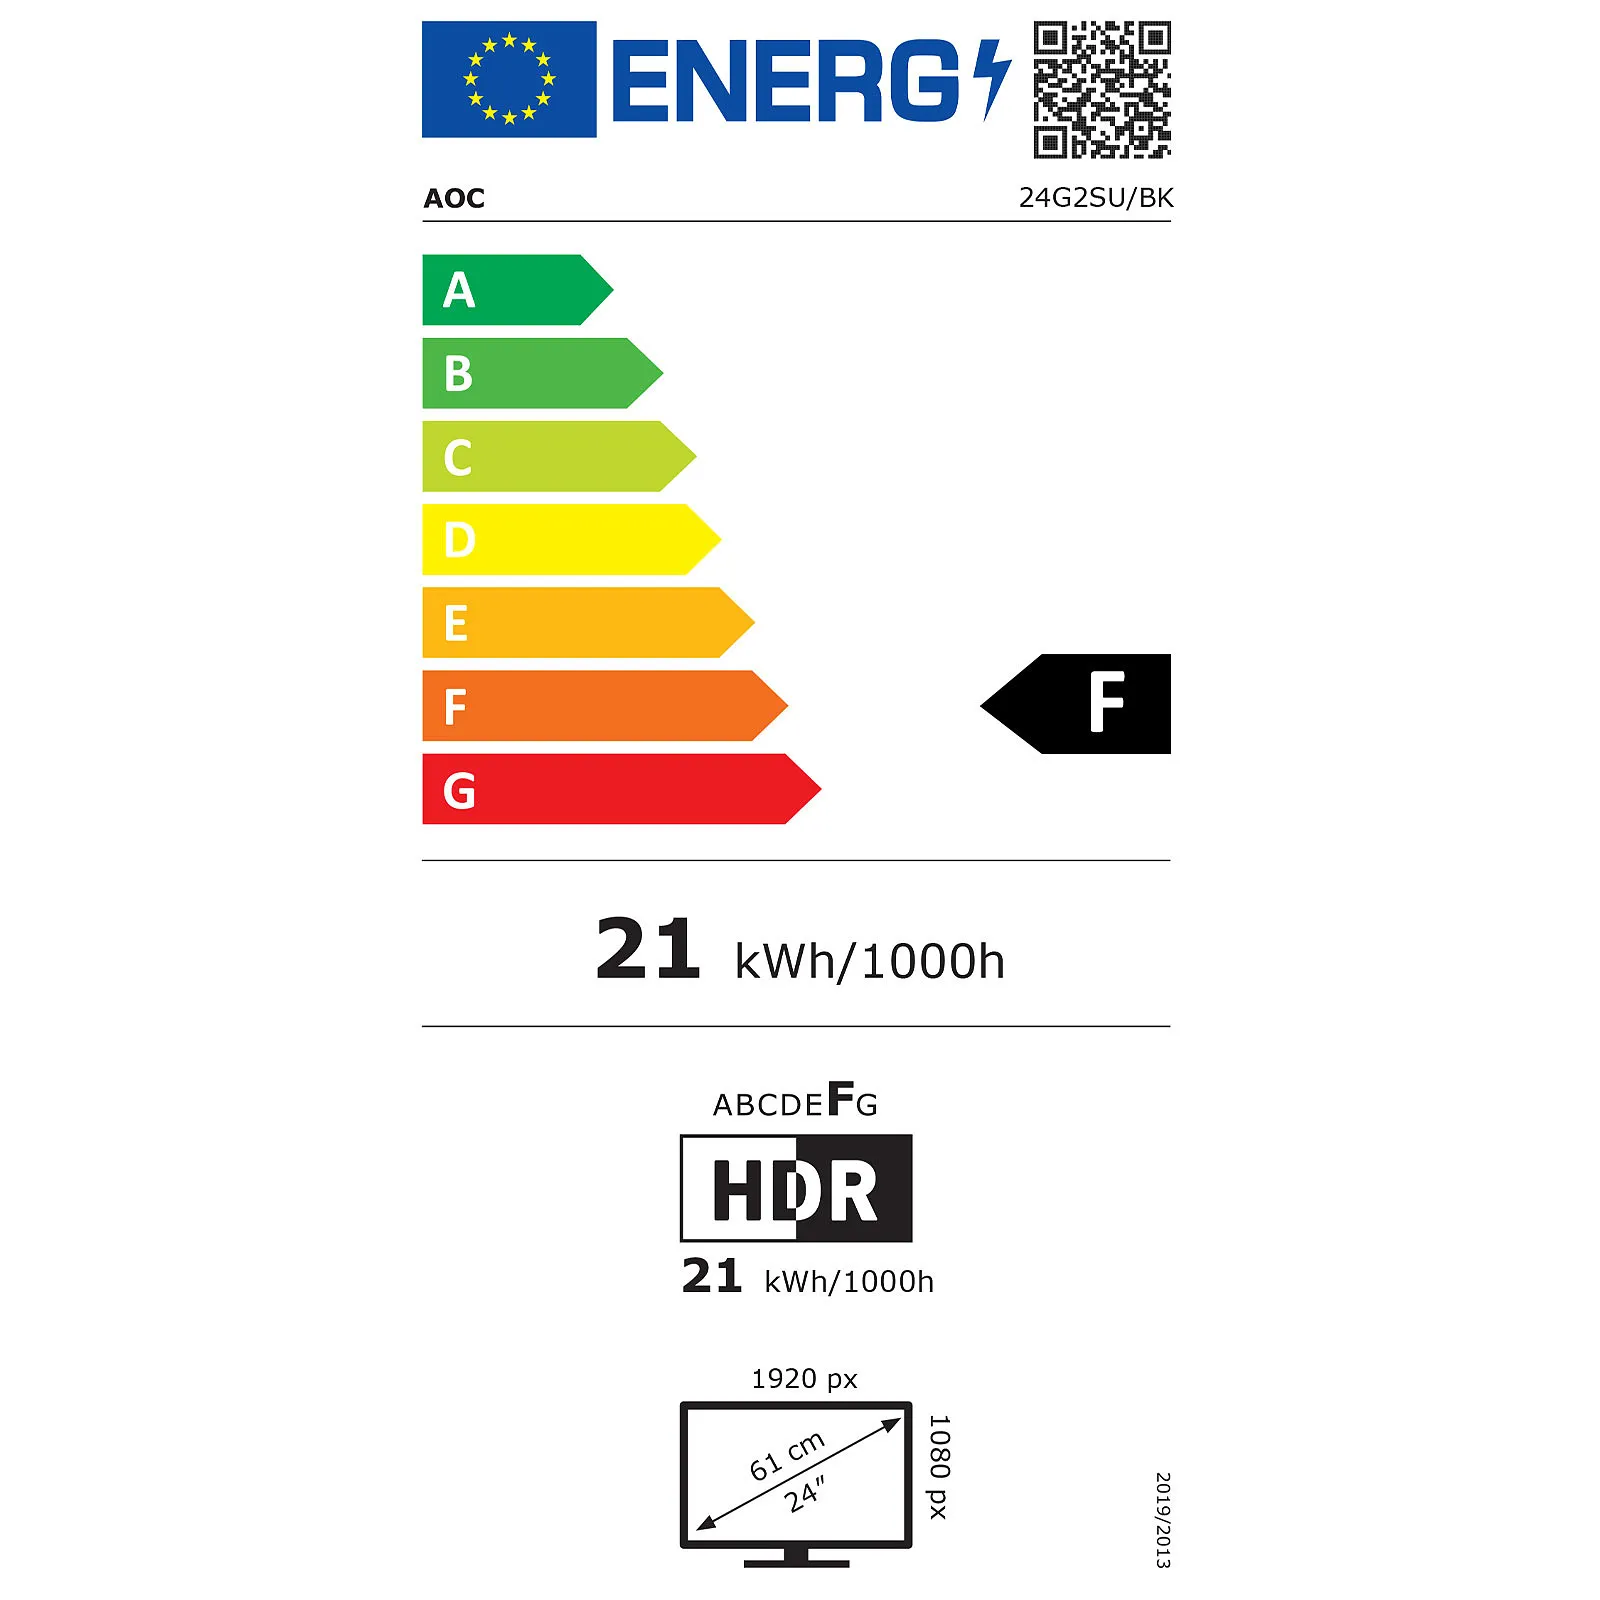 ENERG
AOC
24G2SU/BK
A
B
C
D
E
F
F
G
21 kWh/1000h
ABCDEFG
HDR
21 kWh/1000h
1920 px
1080 px
61 cm
24"
2019/2013